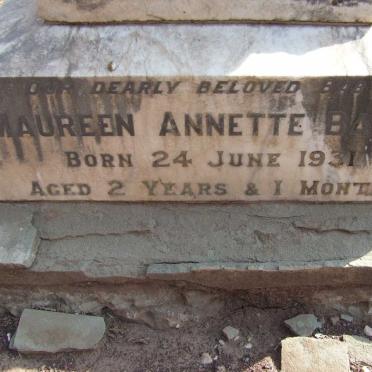 OUR DEARLY BELOVED
MAUREEN ANNETTE
BORN 24 JUNE 1931
AGED 2 YEARS & 1 MONTH